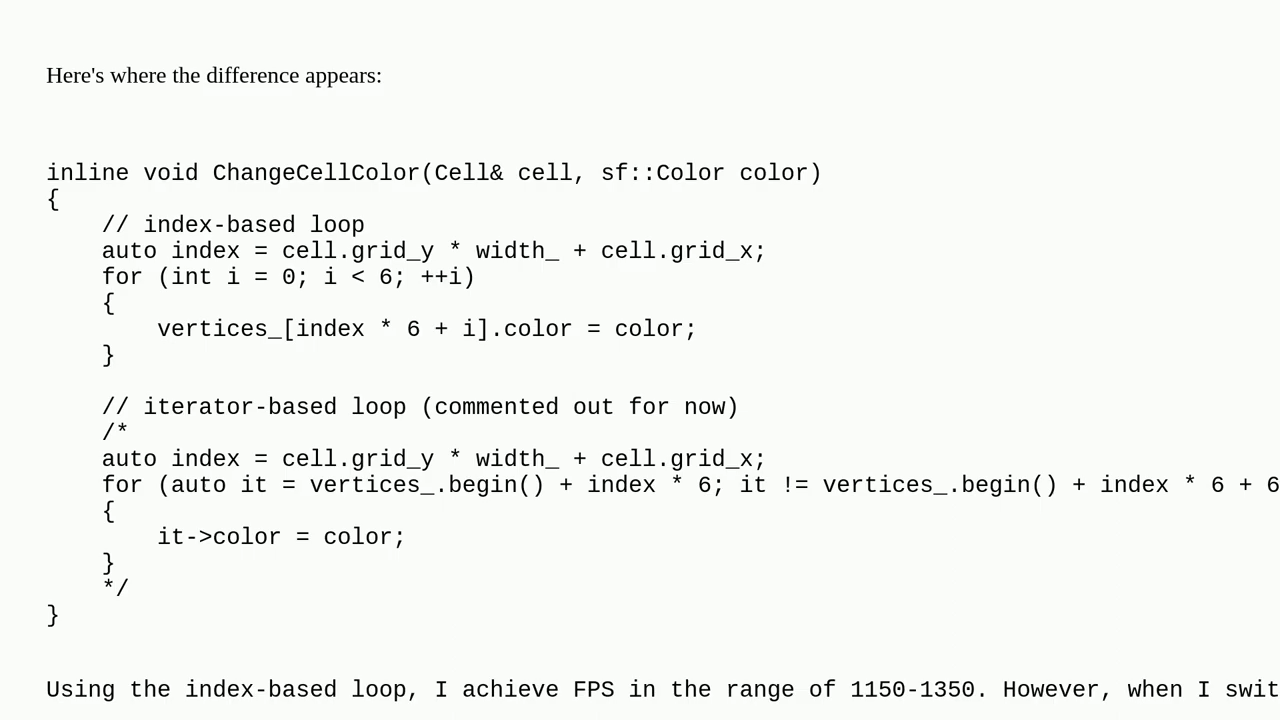 Here's where the difference appears:
inline void ChangeCellColor(Cell& cell, sf::Color color)
{
    // index-based loop
    auto index = cell.grid_y * width_ + cell.grid_x;
    for (int i = 0; i < 6; ++i)
    {
        vertices_[index * 6 + i].color = color;
    }

    // iterator-based loop (commented out for now)
    /*
    auto index = cell.grid_y * width_ + cell.grid_x;
    for (auto it = vertices_.begin() + index * 6; it != vertices_.begin() + index * 6 + 6
    {
        it->color = color;
    }
    */
}
Using the index-based loop, I achieve FPS in the range of 1150-1350. However, when I swit